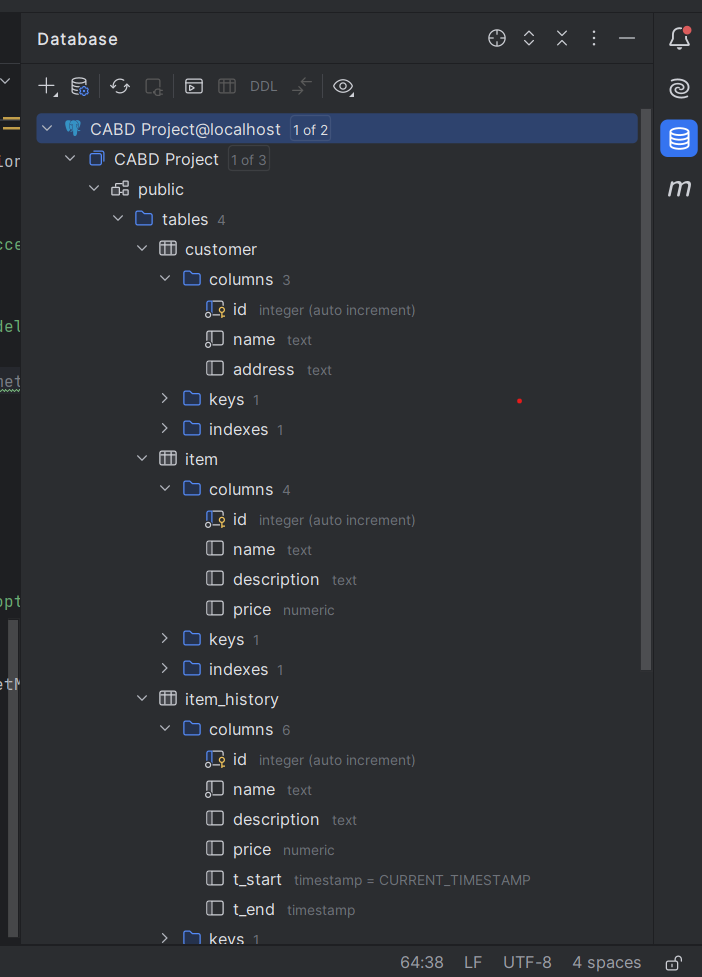 Database
DDL
CABD Project@localhost 1 of 2
CABD Project 1 of 3
public
tables 4
customer
columns 3
id integer (auto increment)
name text
address text
keys 1
indexes 1
item
columns 4
id integer (auto increment)
name text
description text
price numeric
keys 1
indexes 1
item_history
columns 6
id integer (auto increment)
name text
description text
price numeric
t_start timestamp = CURRENT_TIMESTAMP
t_end timestamp
keys 1
64:38 LF UTF-8 4 spaces